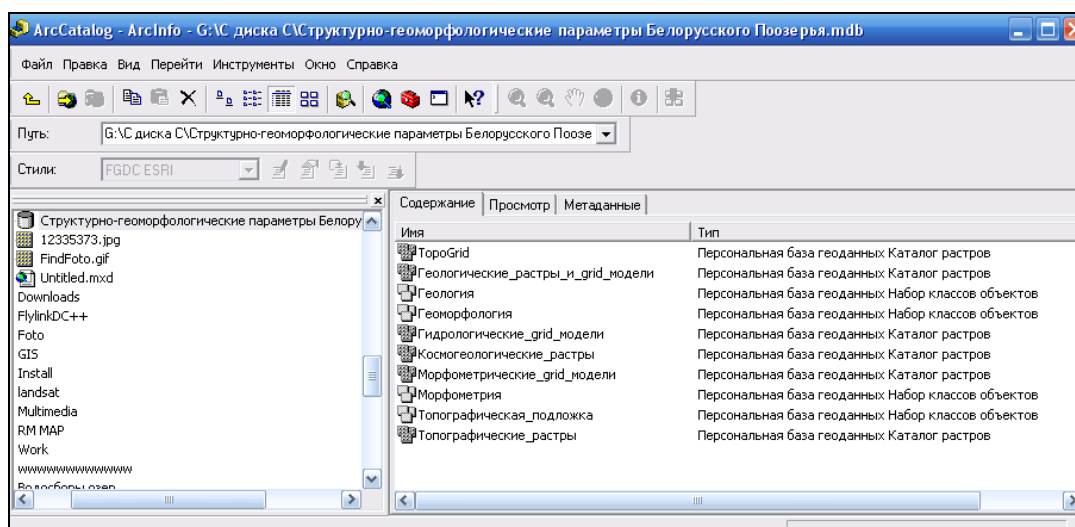 ArcCatalog - ArcInfo - G:\С диска С\Структурно-геоморфологические параметры Белорусского Поозерья.mdb
Файл Правка Вид Перейти Инструменты Окно Справка
Путь: G:\С диска С\Структурно-геоморфологические параметры Белорусского Поозе
Стили: FGDC ESRI
Структурно-геоморфологические параметры Белору
12335373.jpg
FindFoto.gif
Untitled.mxd
Downloads
FlylinkDC++
Foto
GIS
Install
landsat
Multimedia
RM MAP
Work
wwwwwwwwwwwww
Водосборы озер
Содержание Просмотр Метаданные
Имя Тип
TopoGrid Персональная база геоданных Каталог растров
Геологические_растры_и_grid_модели Персональная база геоданных Каталог растров
Геология Персональная база геоданных Набор классов объектов
Геоморфология Персональная база геоданных Набор классов объектов
Гидрологические_grid_модели Персональная база геоданных Каталог растров
Космогеологические_растры Персональная база геоданных Каталог растров
Морфометрические_grid_модели Персональная база геоданных Каталог растров
Морфометрия Персональная база геоданных Набор классов объектов
Топографическая_подложка Персональная база геоданных Набор классов объектов
Топографические_растры Персональная база геоданных Каталог растров